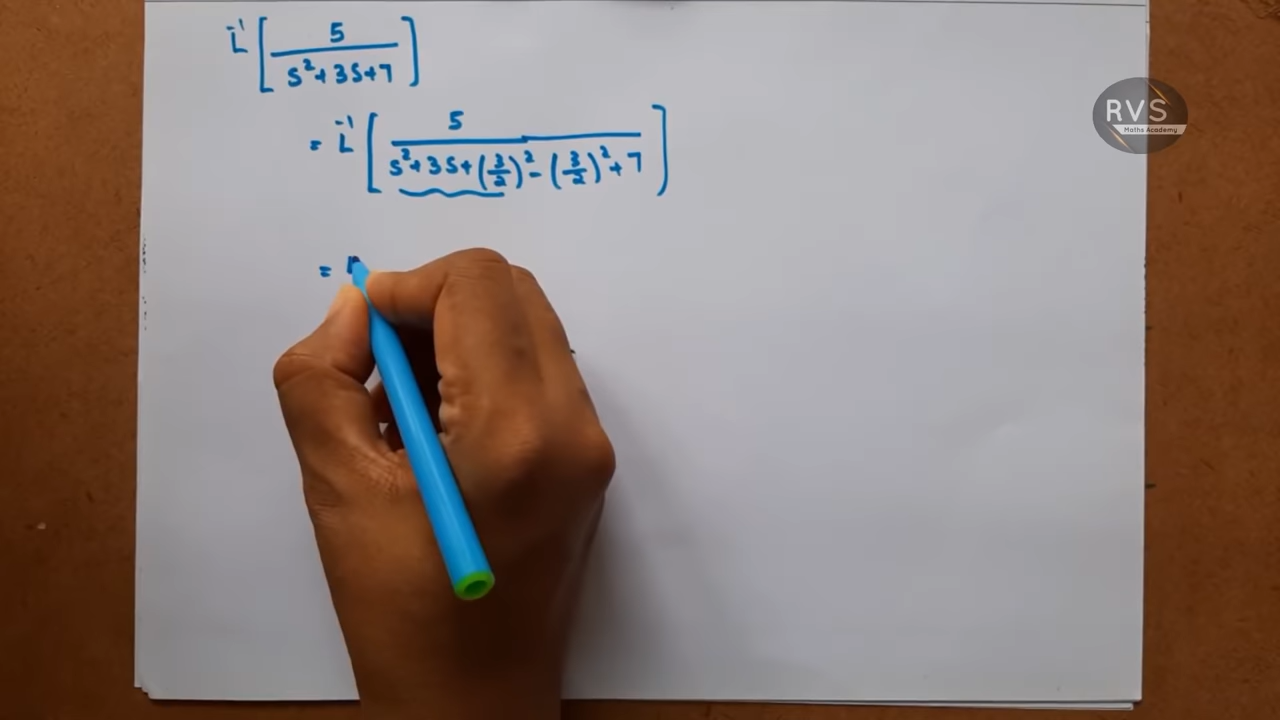 L⁻¹ [ 5 / s²+3s+7 ]
= L⁻¹ [ 5 / s²+3s+(3/2)²-(3/2)²+7 ]
=
RVS
Maths Academy